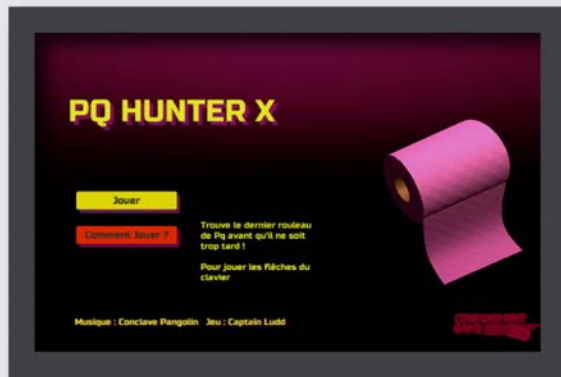 PQ HUNTER X
Jouer
Comment Jouer ?
Trouve le dernier rouleau
de Pq avant qu'il ne soit
trop tard !
Pour jouer les flèches du
clavier
Musique : Conclave Pangolin Jeu : Captain Ludd
CONFINEMENT
GAME